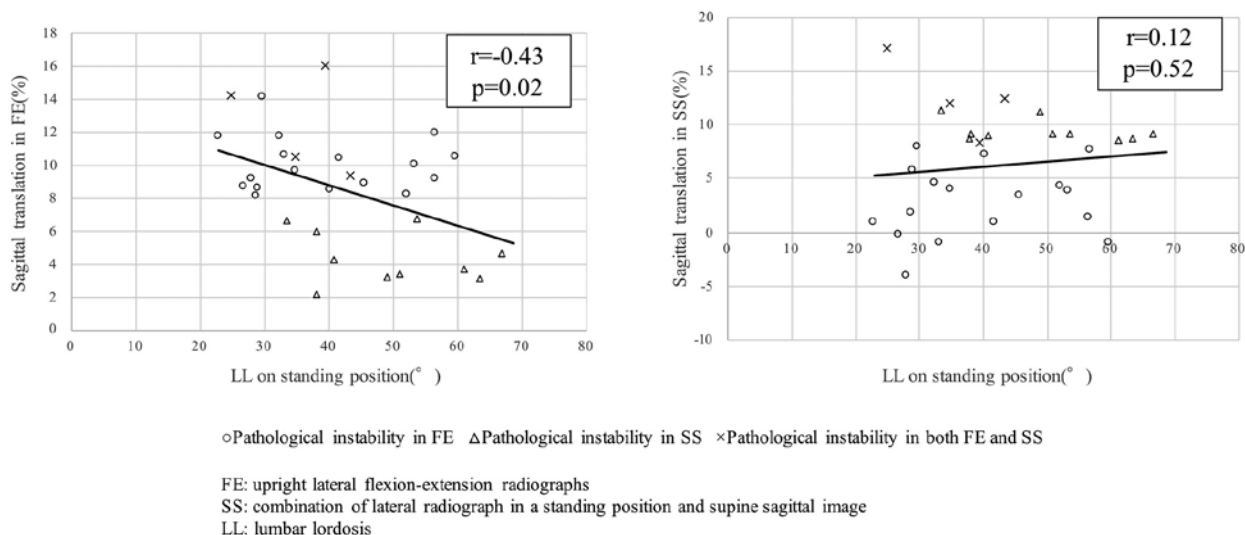 18
16
14
12
10
8
6
4
2
0
0 10 20 30 40 50 60 70 80
Sagittal translation in FE(%)
LL on standing position(° )
r=-0.43
p=0.02
20
15
10
5
0
-5
-10
0 10 20 30 40 50 60 70 80
Sagittal translation in SS(%)
LL on standing position(° )
r=0.12
p=0.52
○Pathological instability in FE △Pathological instability in SS ×Pathological instability in both FE and SS
FE: upright lateral flexion-extension radiographs
SS: combination of lateral radiograph in a standing position and supine sagittal image
LL: lumbar lordosis